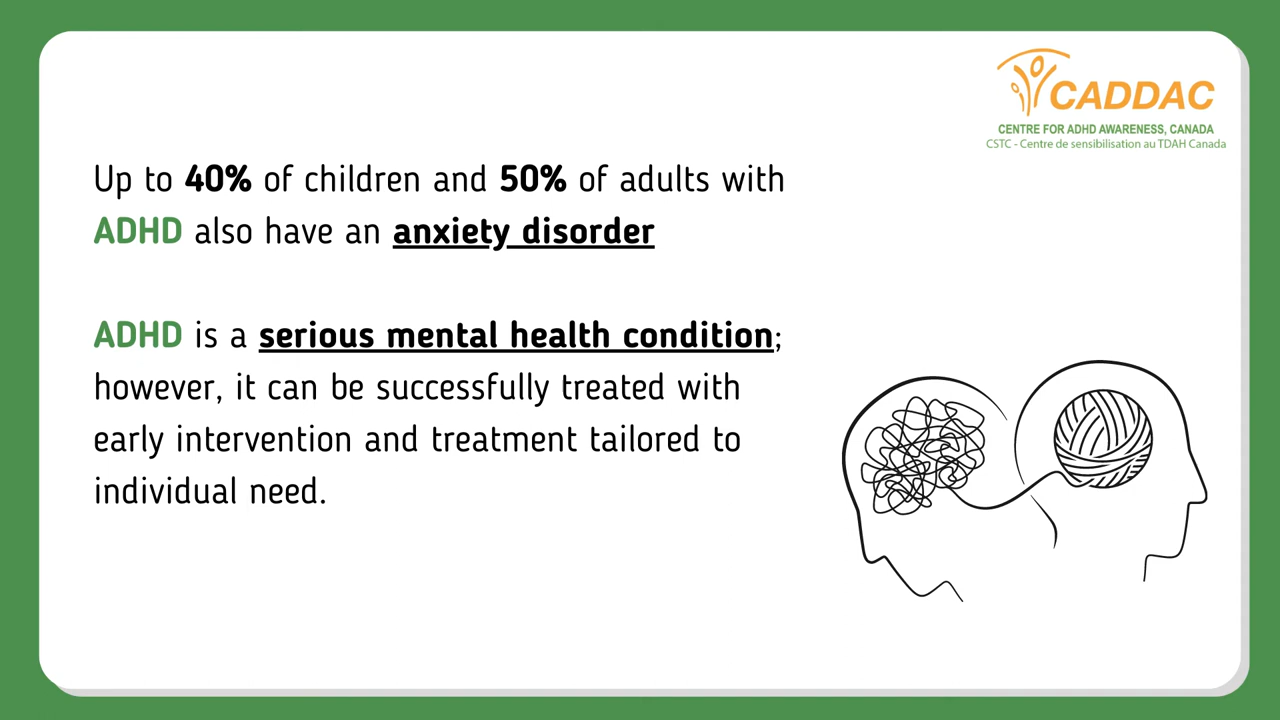 CADDAC
CENTRE FOR ADHD AWARENESS, CANADA
CSTC - Centre de sensibilisation au TDAH Canada
Up to 40% of children and 50% of adults with
ADHD also have an anxiety disorder
ADHD is a serious mental health condition;
however, it can be successfully treated with
early intervention and treatment tailored to
individual need.